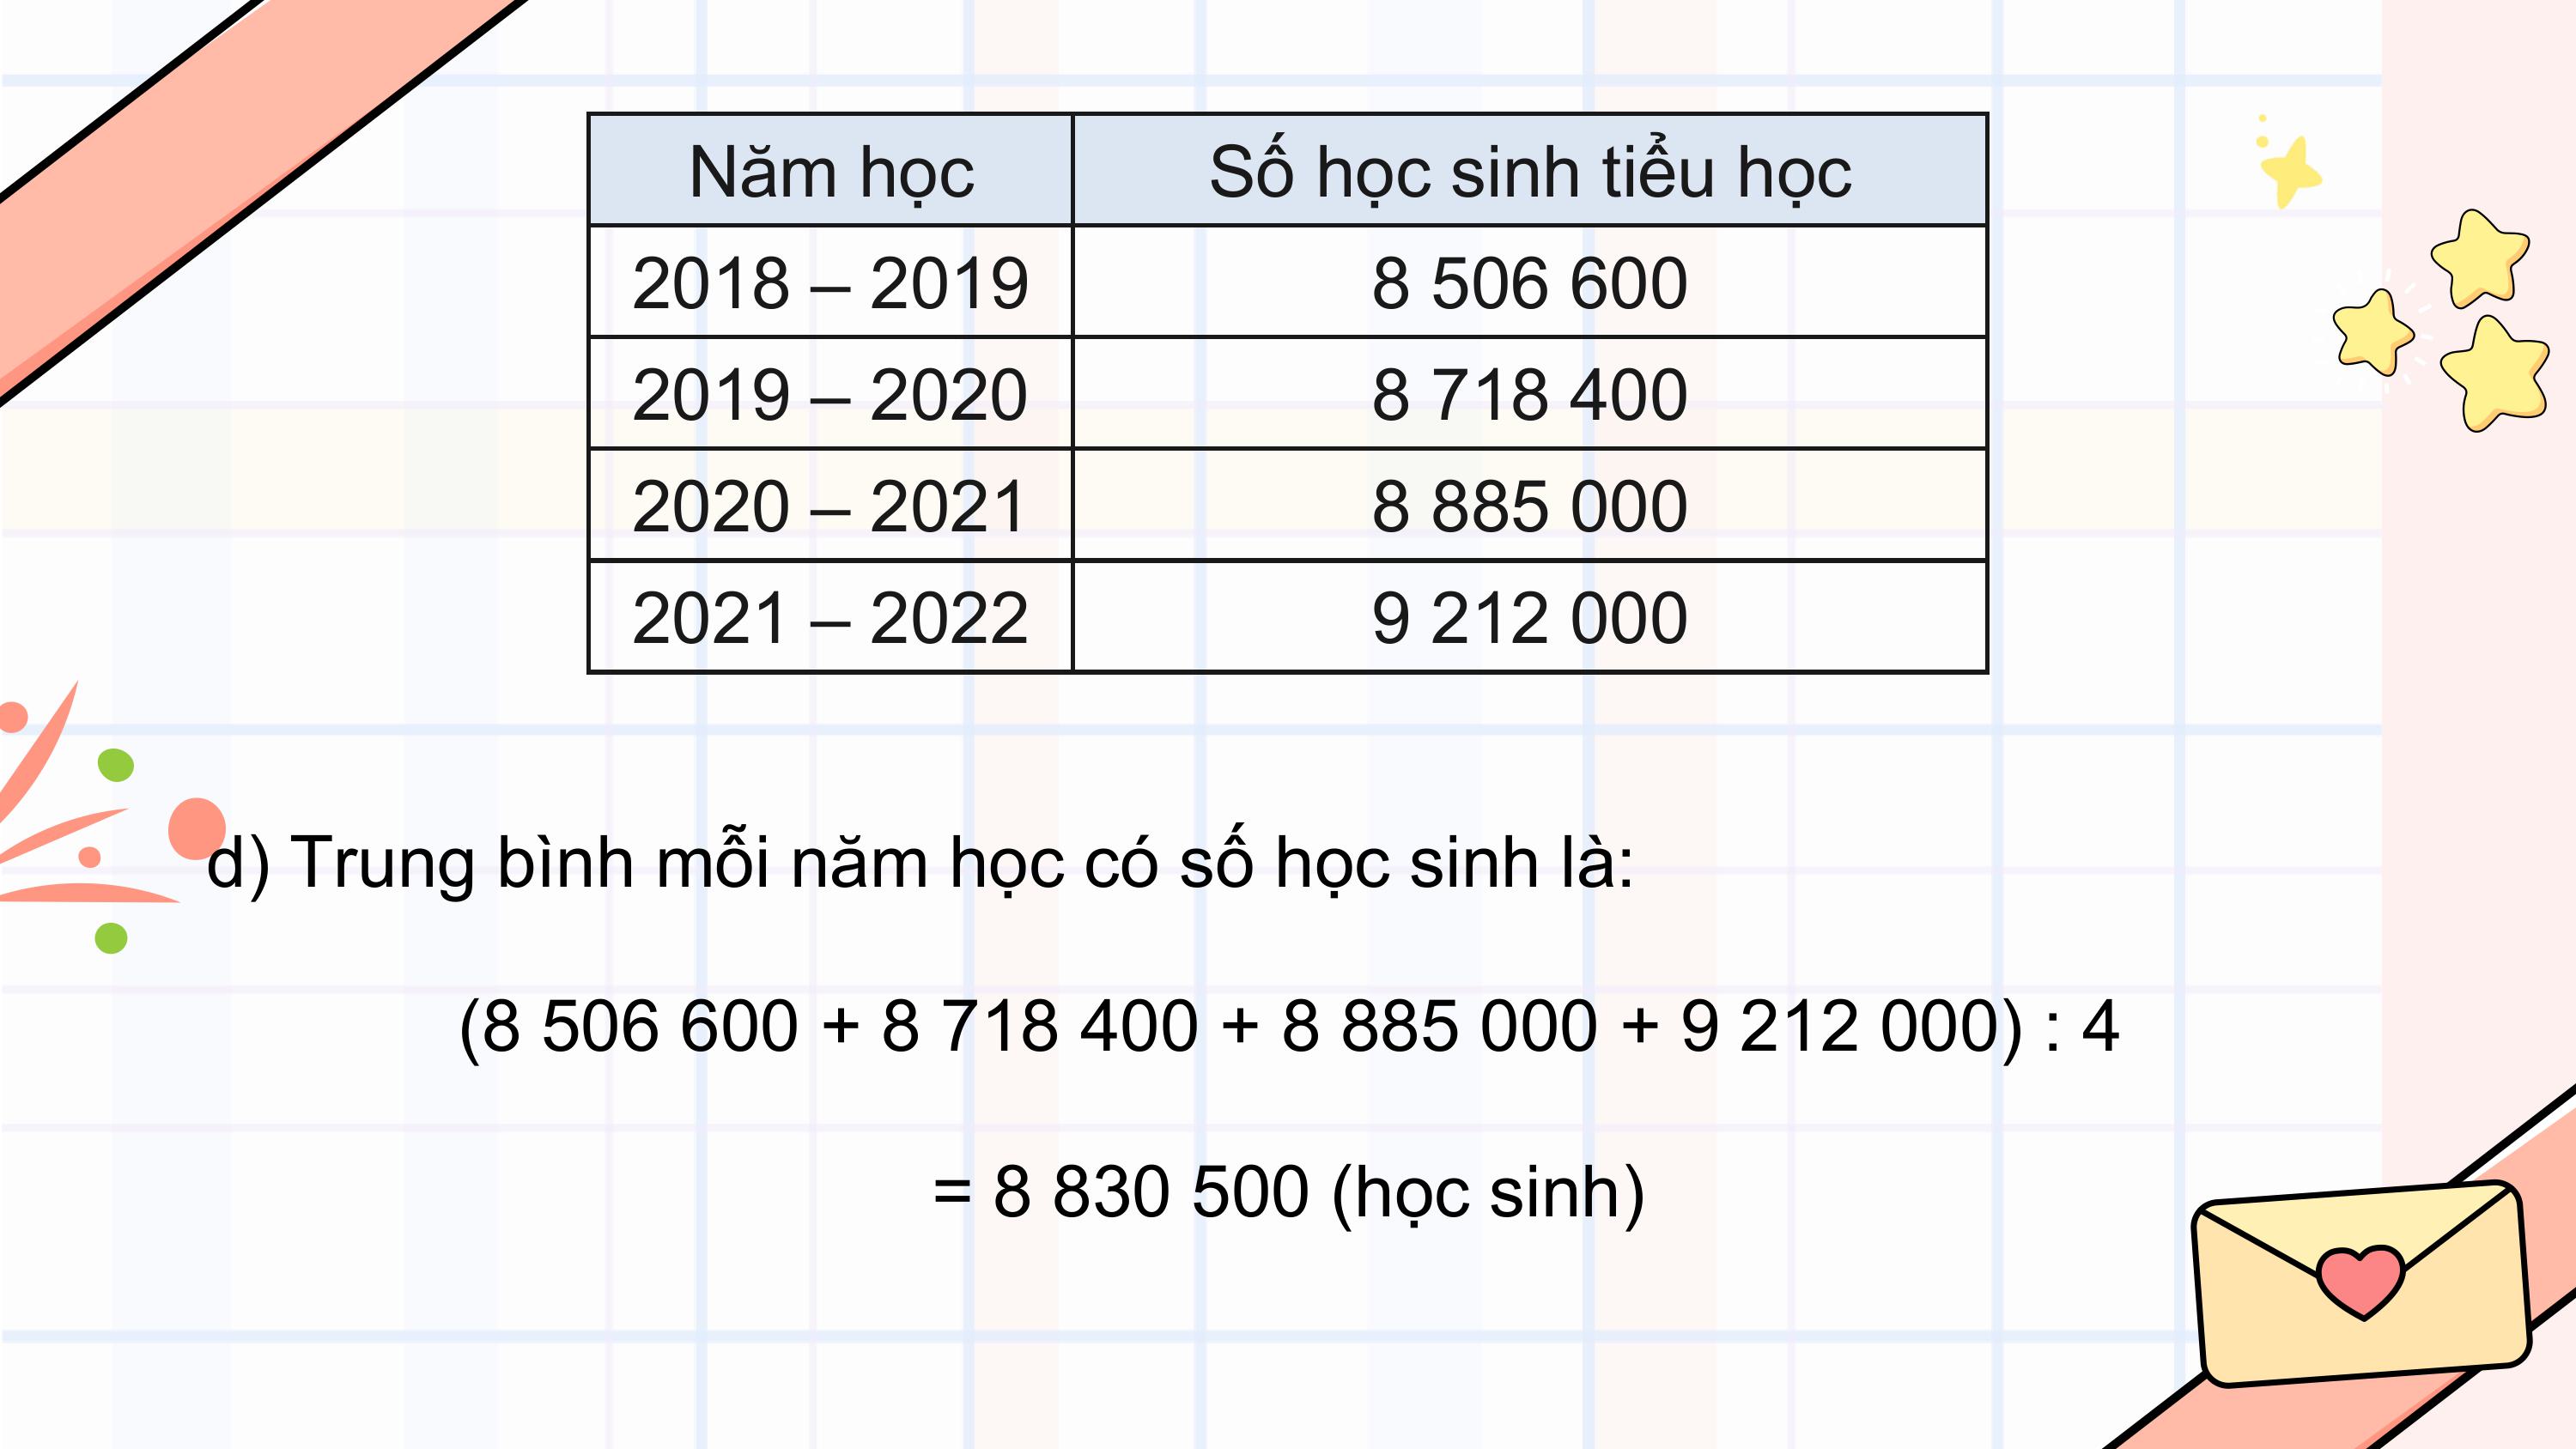 Năm học Số học sinh tiểu học
2018 – 2019 8 506 600
2019 – 2020 8 718 400
2020 – 2021 8 885 000
2021 – 2022 9 212 000
d) Trung bình mỗi năm học có số học sinh là:
(8 506 600 + 8 718 400 + 8 885 000 + 9 212 000) : 4
= 8 830 500 (học sinh)